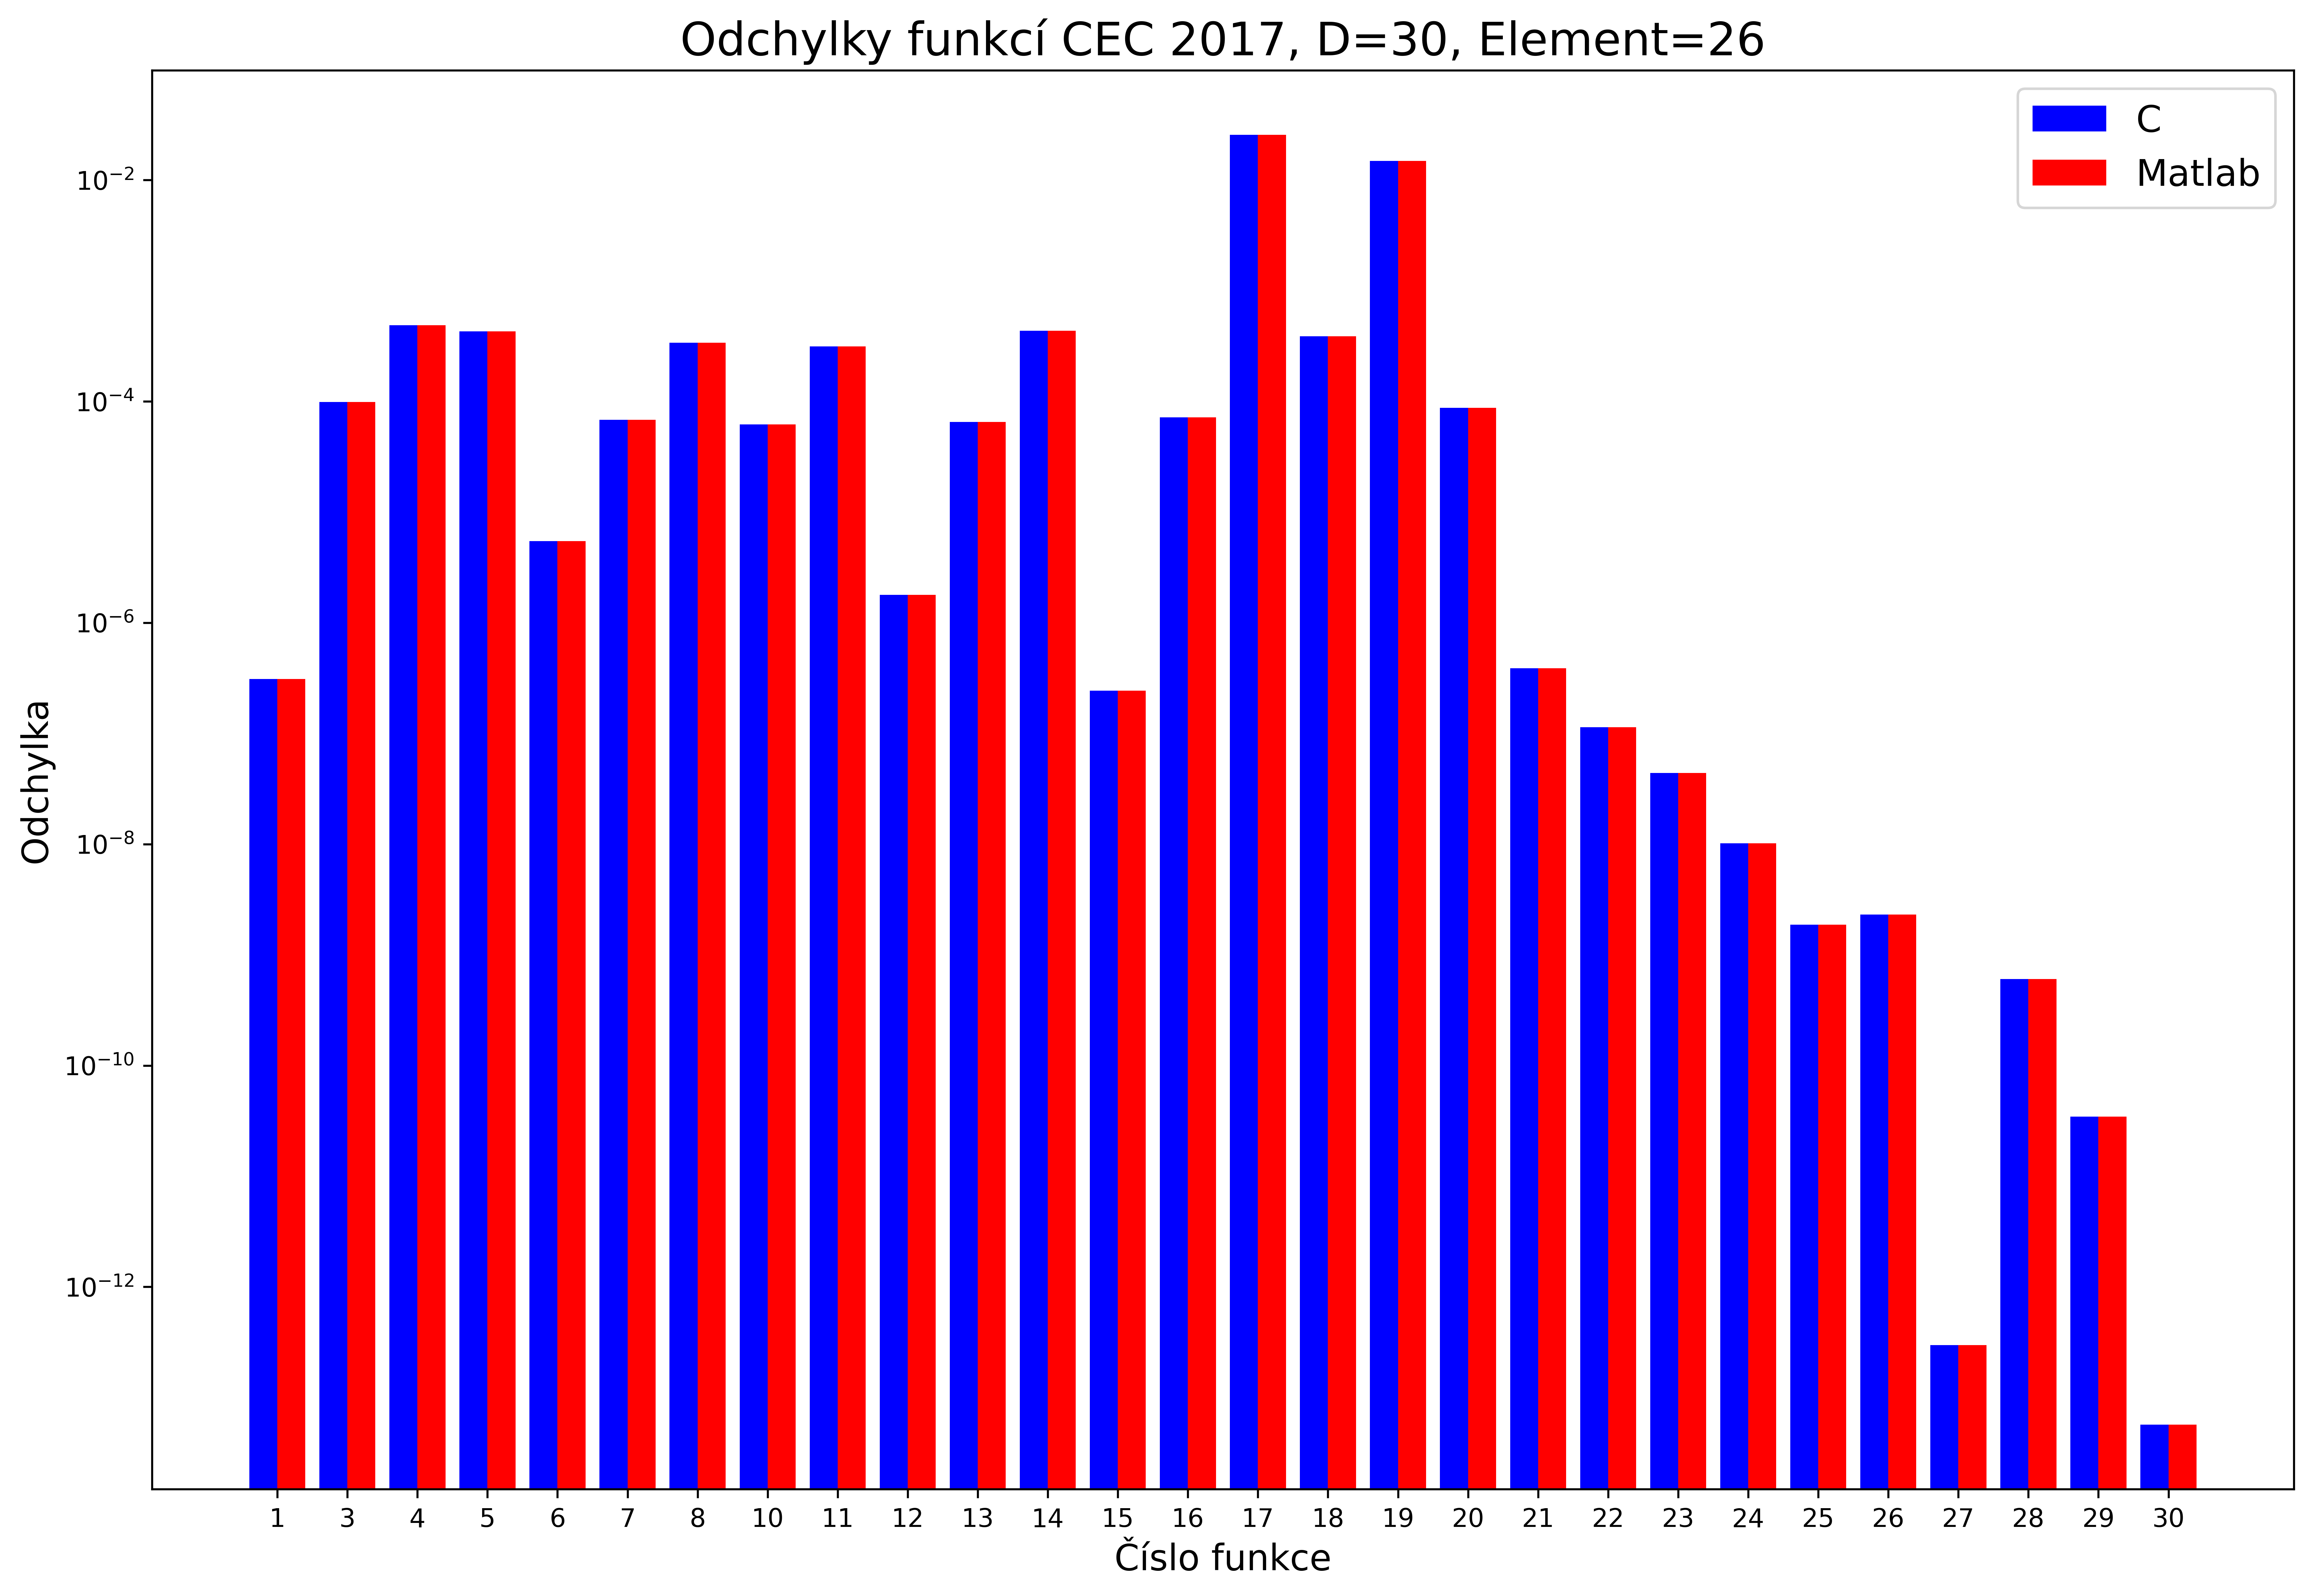 Odchylky funkcí CEC 2017, D=30, Element=26
C
Matlab
10⁻²
10⁻⁴
10⁻⁶
10⁻⁸
10⁻¹⁰
10⁻¹²
Odchylka
1 3 4 5 6 7 8 10 11 12 13 14 15 16 17 18 19 20 21 22 23 24 25 26 27 28 29 30
Číslo funkce